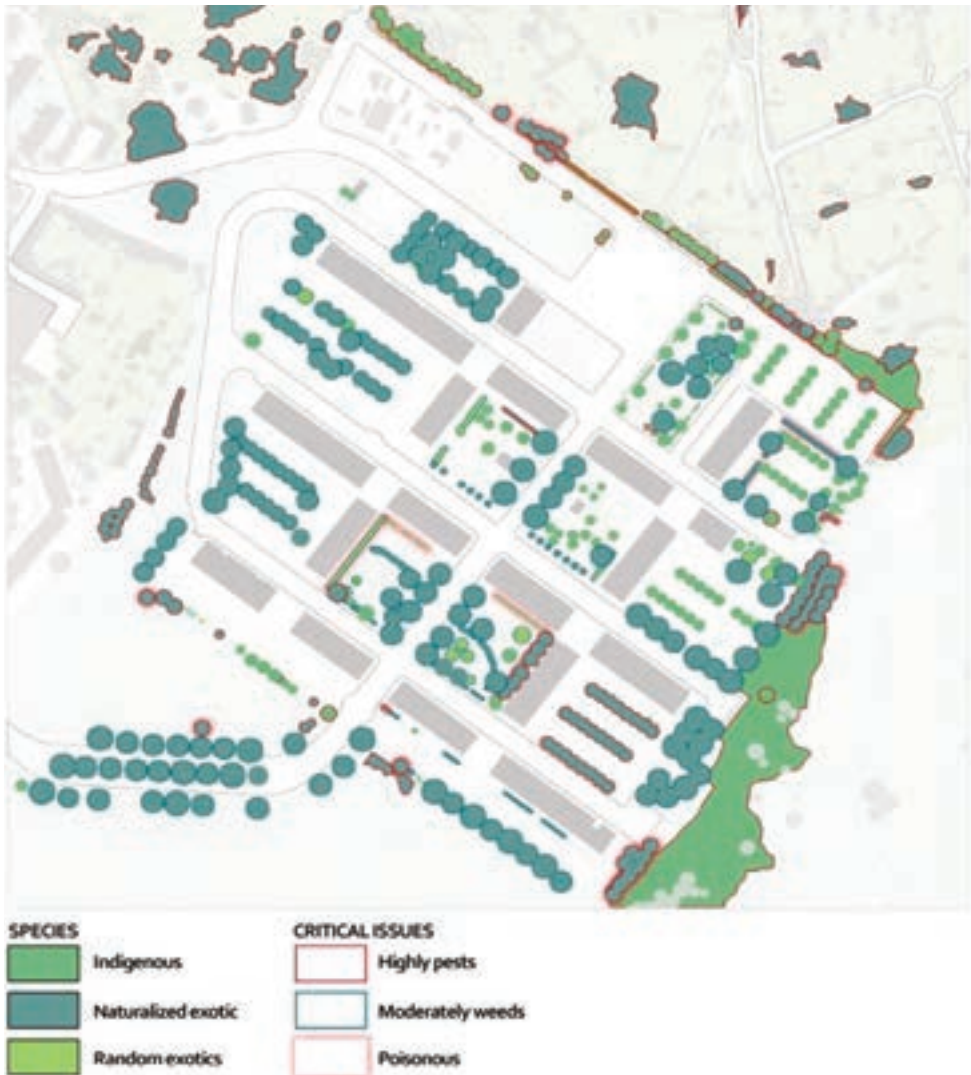 SPECIES
Indigenous
Naturalized exotic
Random exotics
CRITICAL ISSUES
Highly pests
Moderately weeds
Poisonous